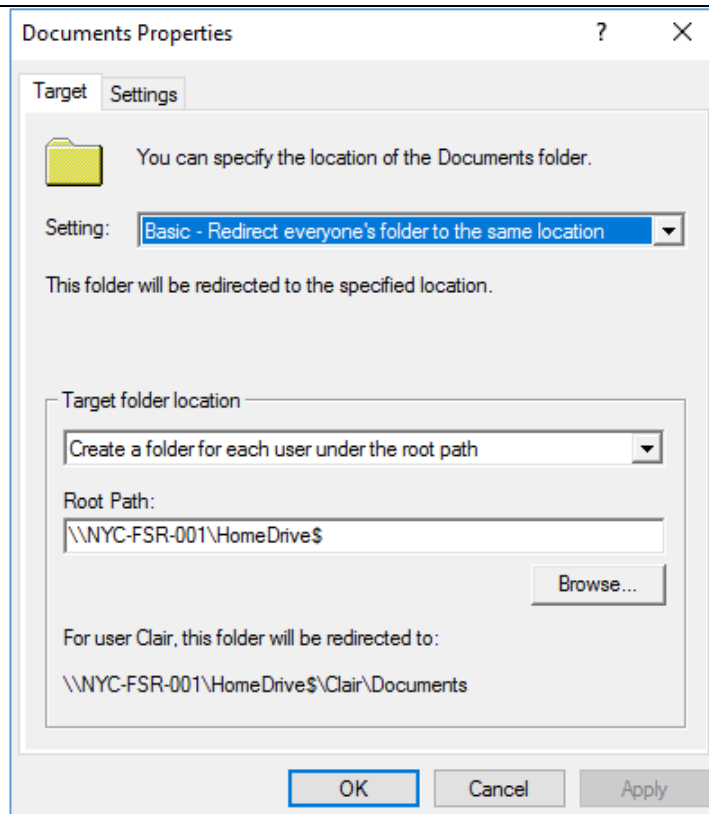 Documents Properties ? ×
Target Settings
You can specify the location of the Documents folder.
Setting: Basic - Redirect everyone's folder to the same location
This folder will be redirected to the specified location.
Target folder location
Create a folder for each user under the root path
Root Path:
\\NYC-FSR-001\HomeDrive$
Browse...
For user Clair, this folder will be redirected to:
\\NYC-FSR-001\HomeDrive$\Clair\Documents
OK Cancel Apply